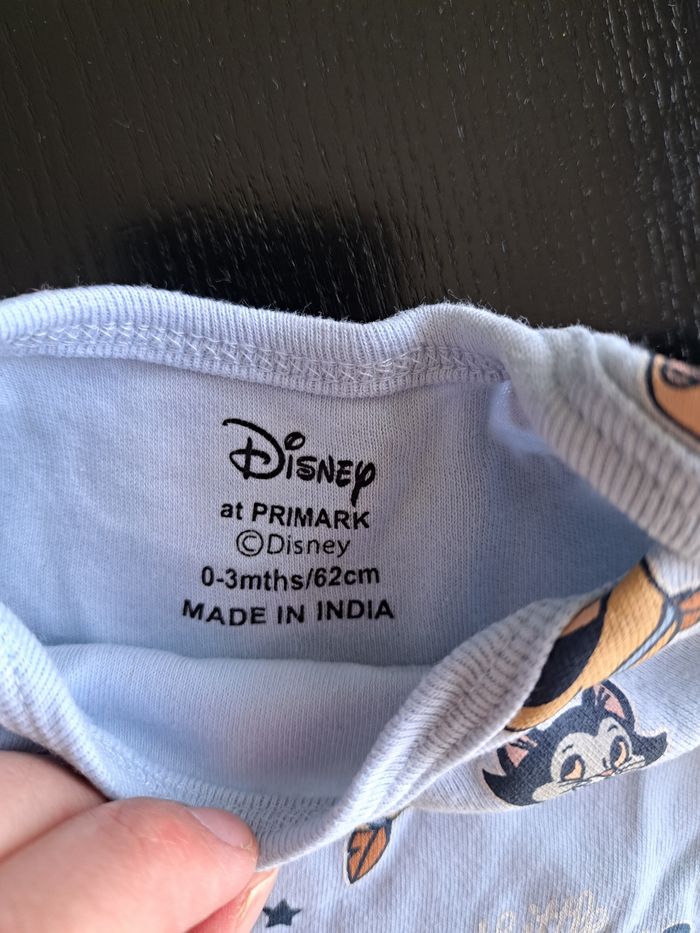 Disney
at PRIMARK
©Disney
0-3mths/62cm
MADE IN INDIA